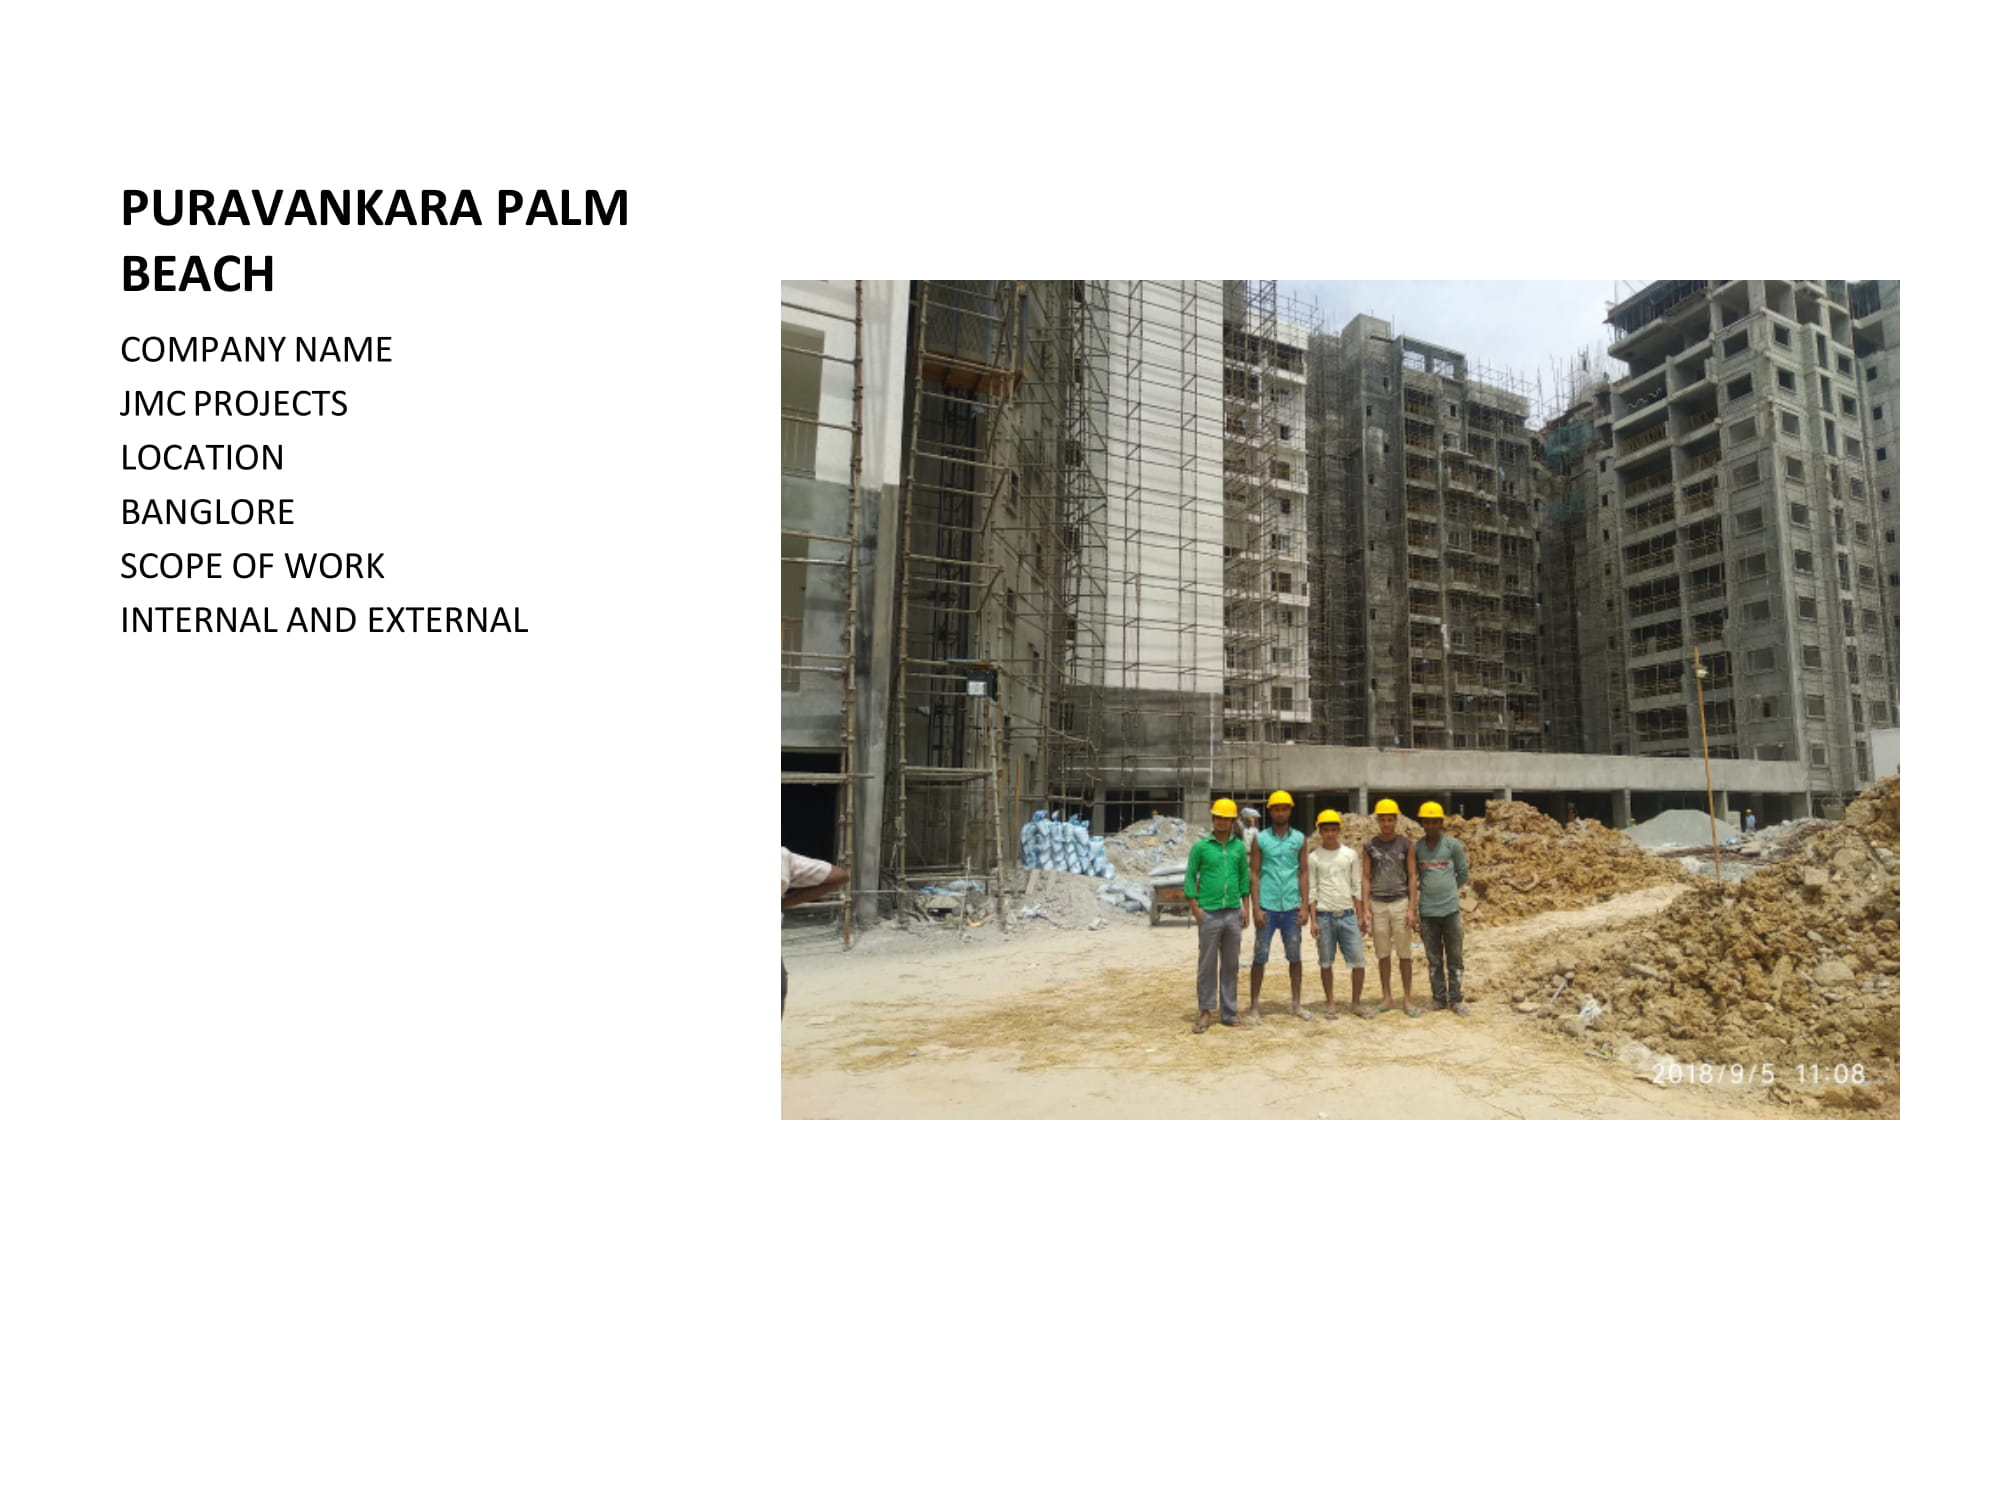 PURAVANKARA PALM
BEACH
COMPANY NAME
JMC PROJECTS
LOCATION
BANGLORE
SCOPE OF WORK
INTERNAL AND EXTERNAL
2018/9/5 11:08